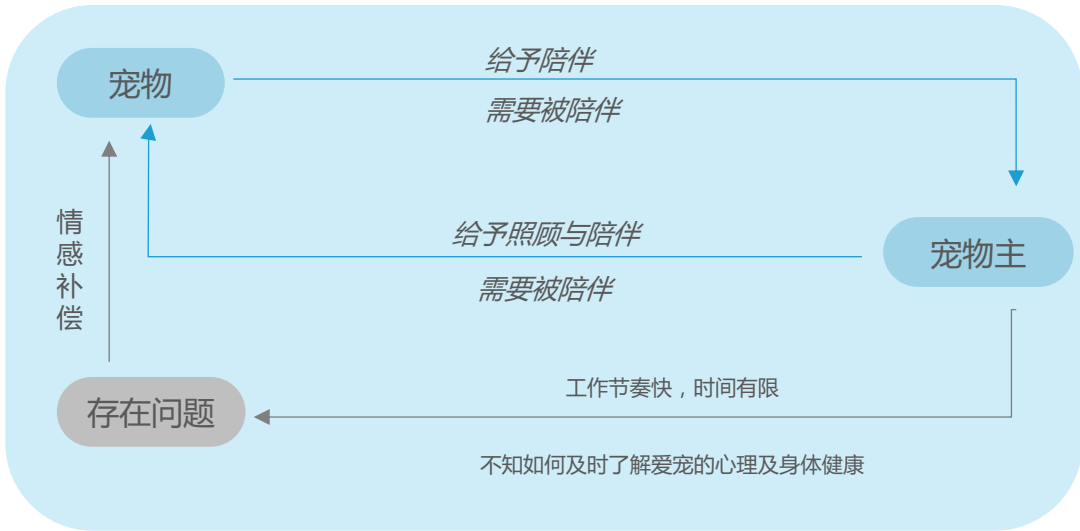 给予陪伴
宠物
需要被陪伴
情感补偿
给予照顾与陪伴
宠物主
需要被陪伴
工作节奏快，时间有限
存在问题
不知如何及时了解爱宠的心理及身体健康